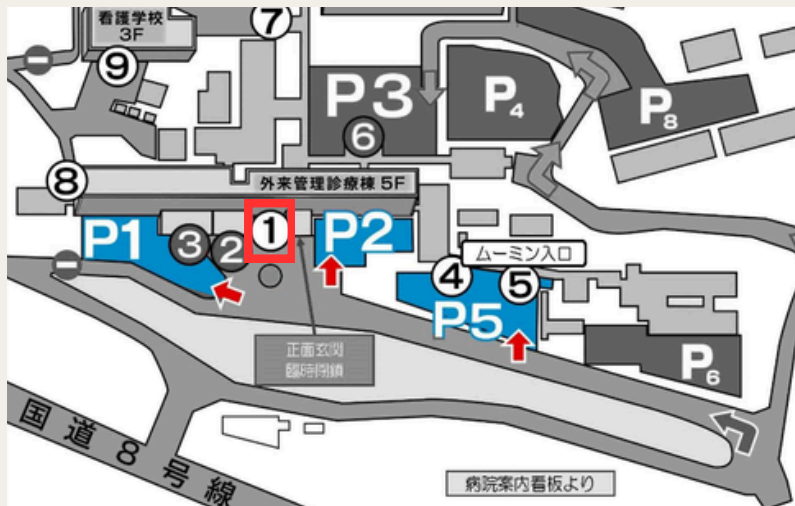 看護学校
3F
⑦
⑨
P3
⑥
P4
P8
⑧
外来管理診療棟 5F
P1
③
②
①
P2
ムーミン入口
④
⑤
P5
正面玄関
臨時閉鎖
P6
国道8号線
病院案内看板より